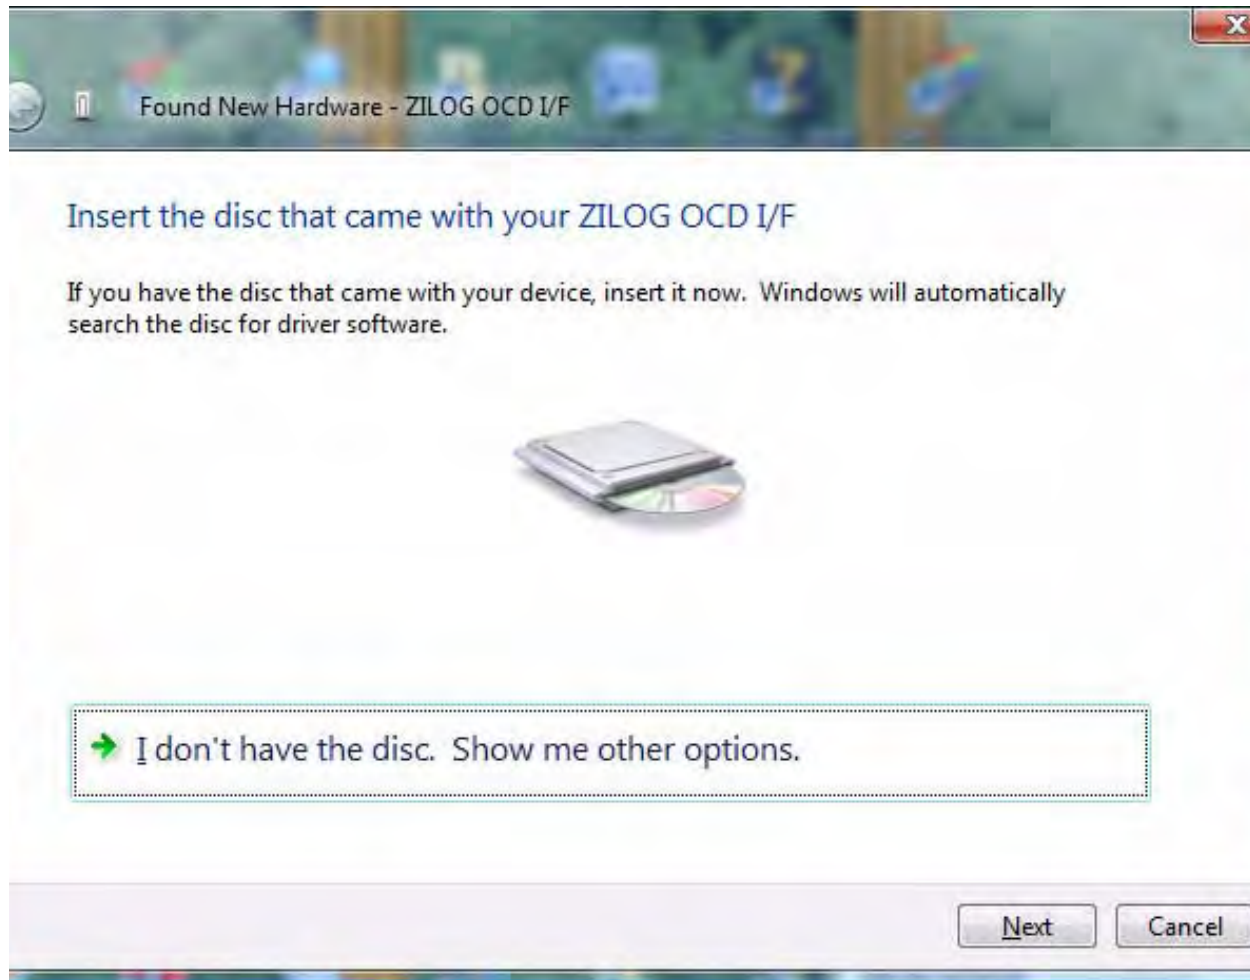 Found New Hardware - ZILOG OCD I/F
Insert the disc that came with your ZILOG OCD I/F
If you have the disc that came with your device, insert it now.  Windows will automatically
search the disc for driver software.
I don't have the disc.  Show me other options.
Next Cancel